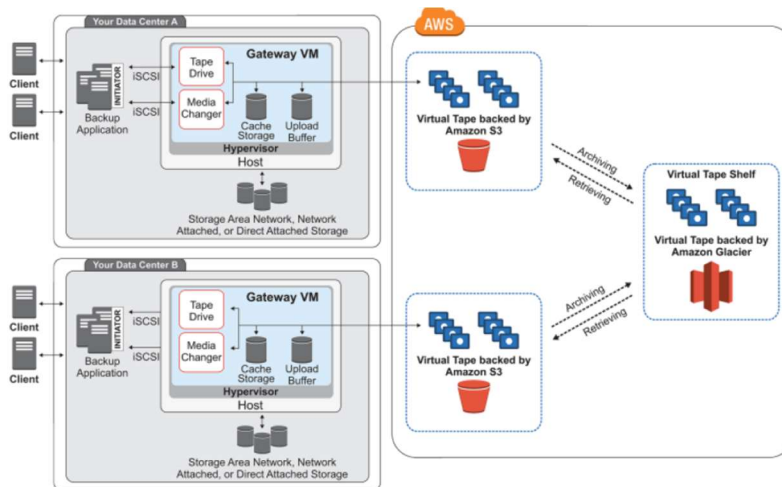 Your Data Center A
Client
Client
Backup
Application
INITIATOR
iSCSI
iSCSI
Gateway VM
Tape
Drive
Media
Changer
Cache
Storage
Upload
Buffer
Hypervisor
Host
Storage Area Network, Network
Attached, or Direct Attached Storage
AWS
Virtual Tape backed by
Amazon S3
Archiving
Retrieving
Virtual Tape Shelf
Virtual Tape backed by
Amazon Glacier
Your Data Center B
Client
Client
Backup
Application
INITIATOR
iSCSI
iSCSI
Gateway VM
Tape
Drive
Media
Changer
Cache
Storage
Upload
Buffer
Hypervisor
Host
Storage Area Network, Network
Attached, or Direct Attached Storage
Virtual Tape backed by
Amazon S3
Archiving
Retrieving